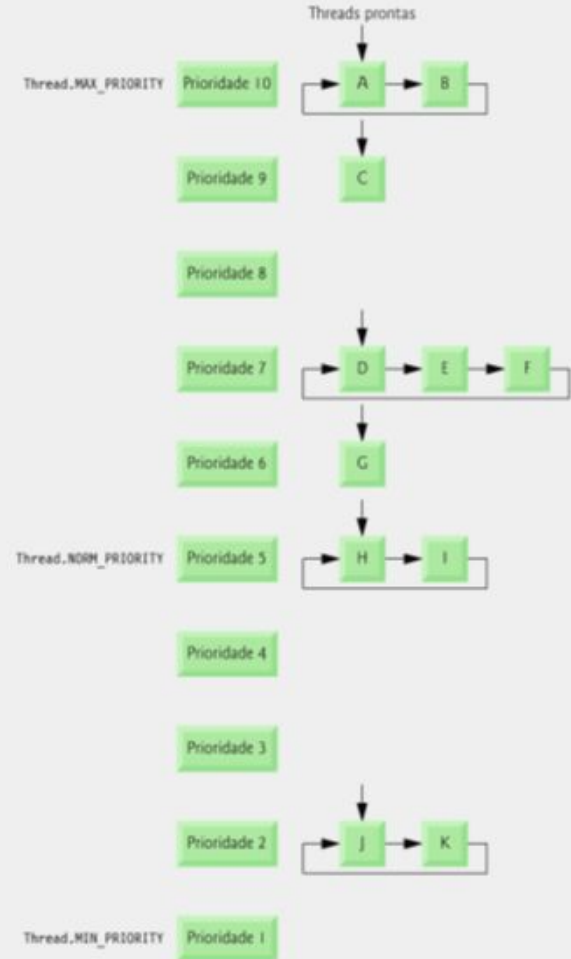 Threads prontas
Thread.MAX_PRIORITY Prioridade 10 A B
Prioridade 9 C
Prioridade 8
Prioridade 7 D E F
Prioridade 6 G
Thread.NORM_PRIORITY Prioridade 5 H I
Prioridade 4
Prioridade 3
Prioridade 2 J K
Thread.MIN_PRIORITY Prioridade 1